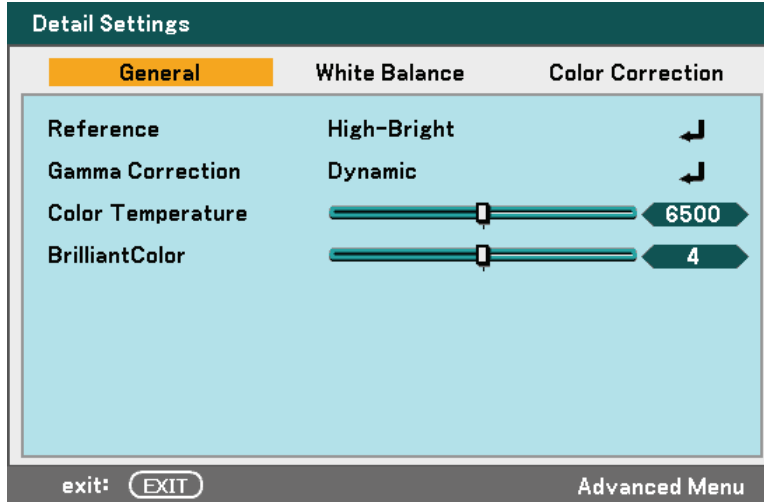 Detail Settings
General White Balance Color Correction
Reference High-Bright
Gamma Correction Dynamic
Color Temperature 6500
BrilliantColor 4
exit: EXIT Advanced Menu